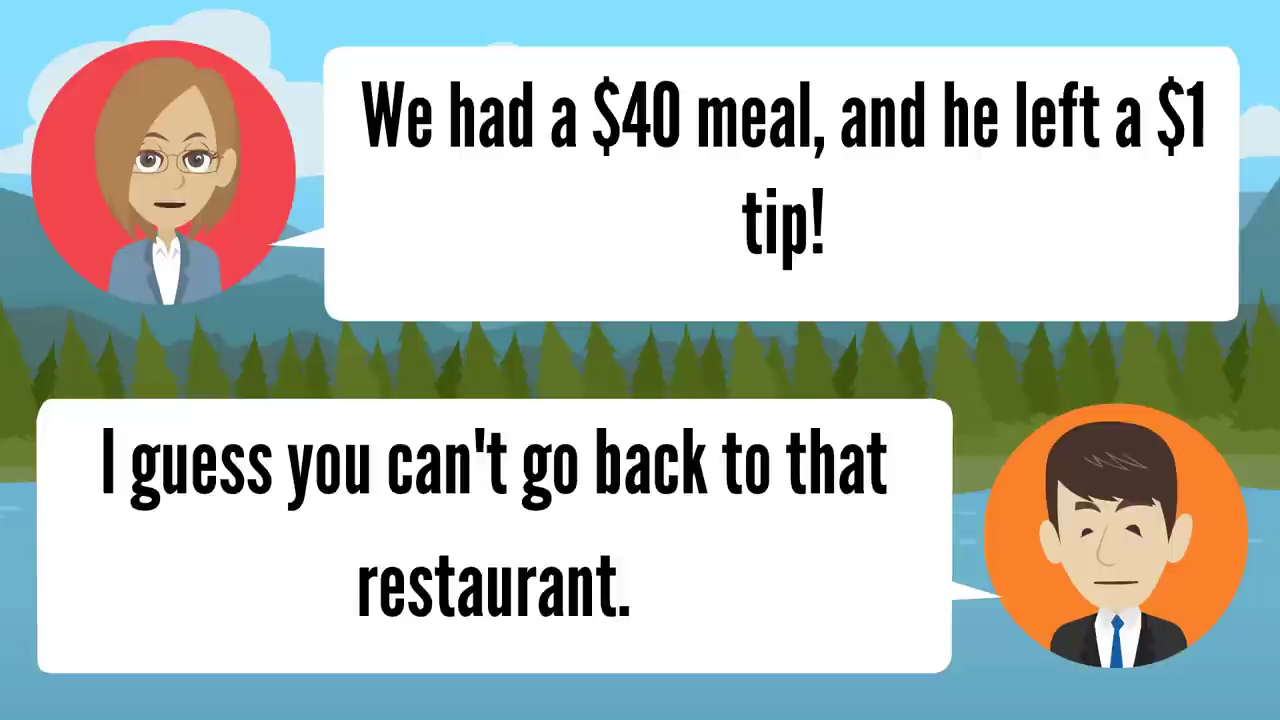 We had a $40 meal, and he left a $1
tip!
I guess you can't go back to that
restaurant.